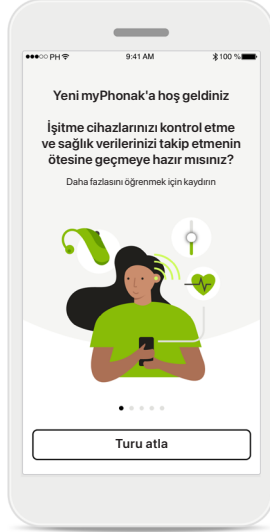 PH 9:41 AM 100 %
Yeni myPhonak'a hoş geldiniz
İşitme cihazlarınızı kontrol etme
ve sağlık verilerinizi takip etmenin
ötesine geçmeye hazır mısınız?
Daha fazlasını öğrenmek için kaydırın
Turu atla